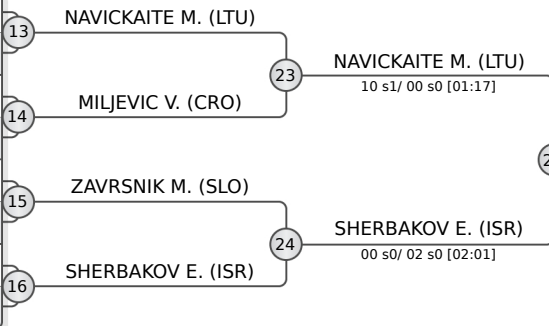 13
NAVICKAITE M. (LTU)
23
NAVICKAITE M. (LTU)
10 s1/ 00 s0 [01:17]
14
MILJEVIC V. (CRO)
15
ZAVRSNIK M. (SLO)
24
SHERBAKOV E. (ISR)
00 s0/ 02 s0 [02:01]
16
SHERBAKOV E. (ISR)